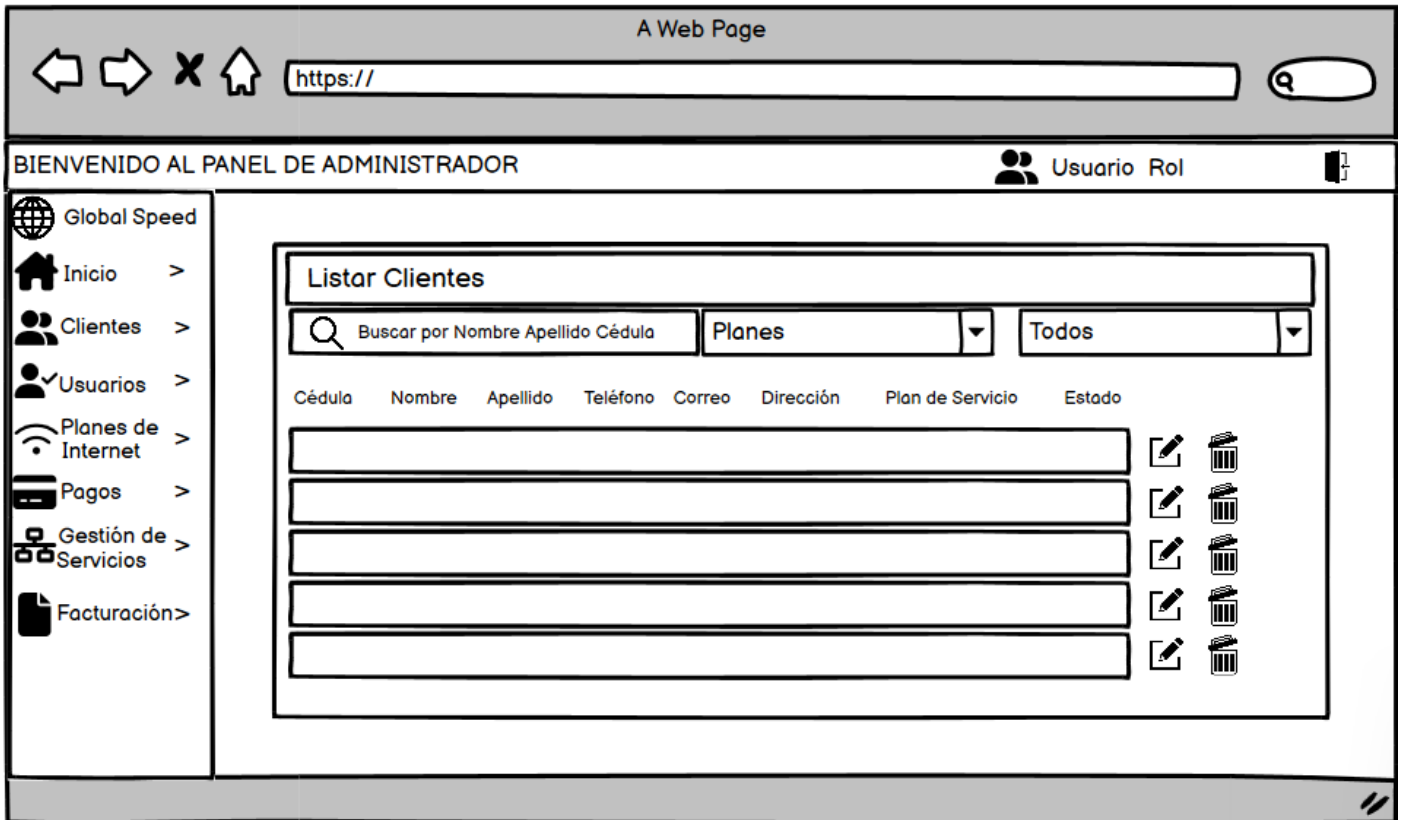 A Web Page
https://
BIENVENIDO AL PANEL DE ADMINISTRADOR
Usuario Rol
Global Speed
Inicio >
Clientes >
Usuarios >
Planes de
Internet >
Pagos >
Gestión de
Servicios >
Facturación>
Listar Clientes
Buscar por Nombre Apellido Cédula
Planes
Todos
Cédula Nombre Apellido Teléfono Correo Dirección Plan de Servicio Estado